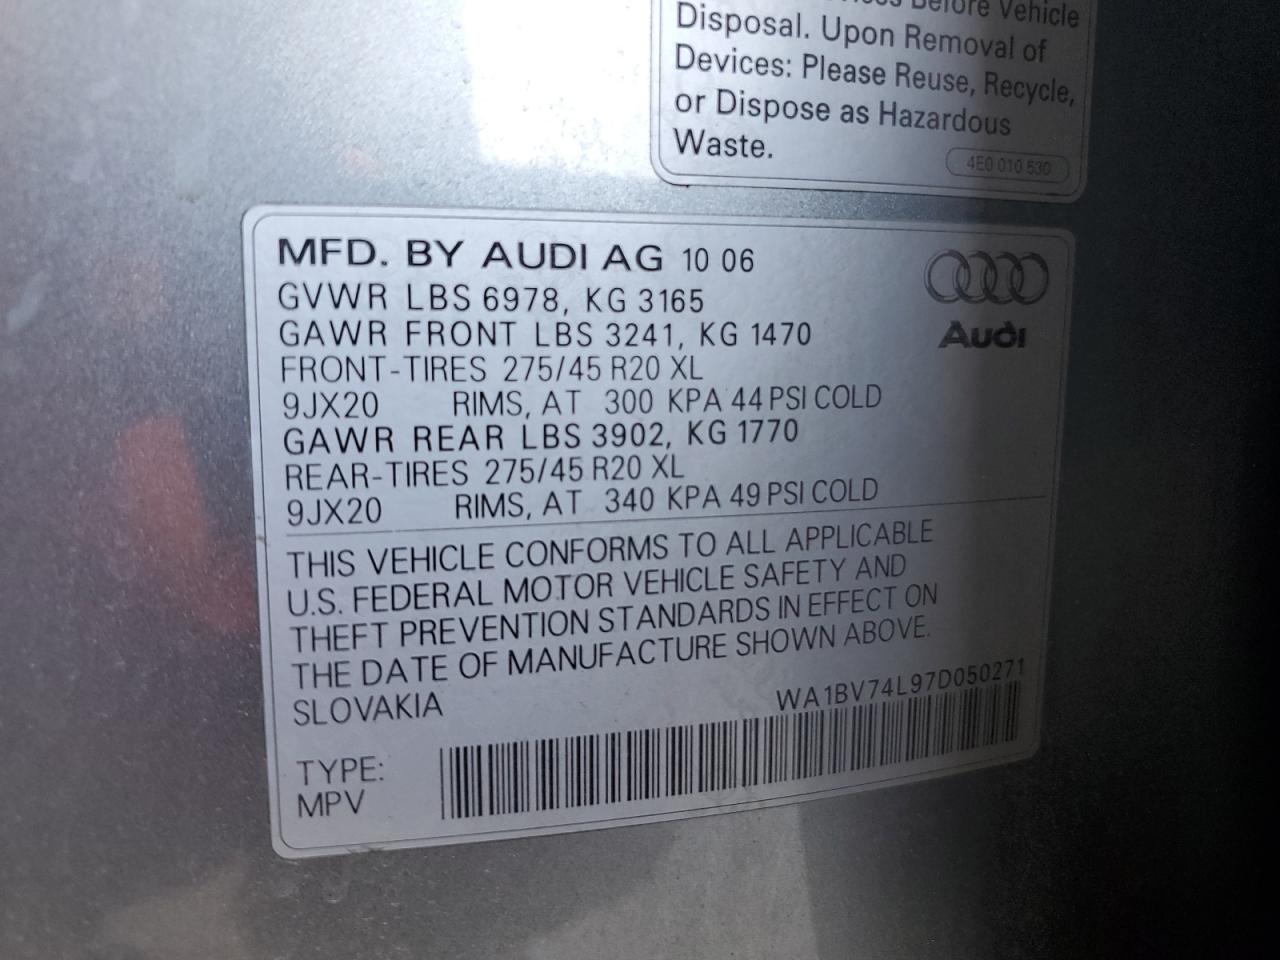 Before Vehicle
Disposal. Upon Removal of
Devices: Please Reuse, Recycle,
or Dispose as Hazardous
Waste.
4E0 010 530
MFD. BY AUDI AG 10 06
GVWR LBS 6978, KG 3165
GAWR FRONT LBS 3241, KG 1470
Audi
FRONT-TIRES 275/45 R20 XL
9JX20 RIMS, AT 300 KPA 44 PSI COLD
GAWR REAR LBS 3902, KG 1770
REAR-TIRES 275/45 R20 XL
9JX20 RIMS, AT 340 KPA 49 PSI COLD
THIS VEHICLE CONFORMS TO ALL APPLICABLE
U.S. FEDERAL MOTOR VEHICLE SAFETY AND
THEFT PREVENTION STANDARDS IN EFFECT ON
THE DATE OF MANUFACTURE SHOWN ABOVE.
SLOVAKIA
WA1BV74L97D050271
TYPE:
MPV